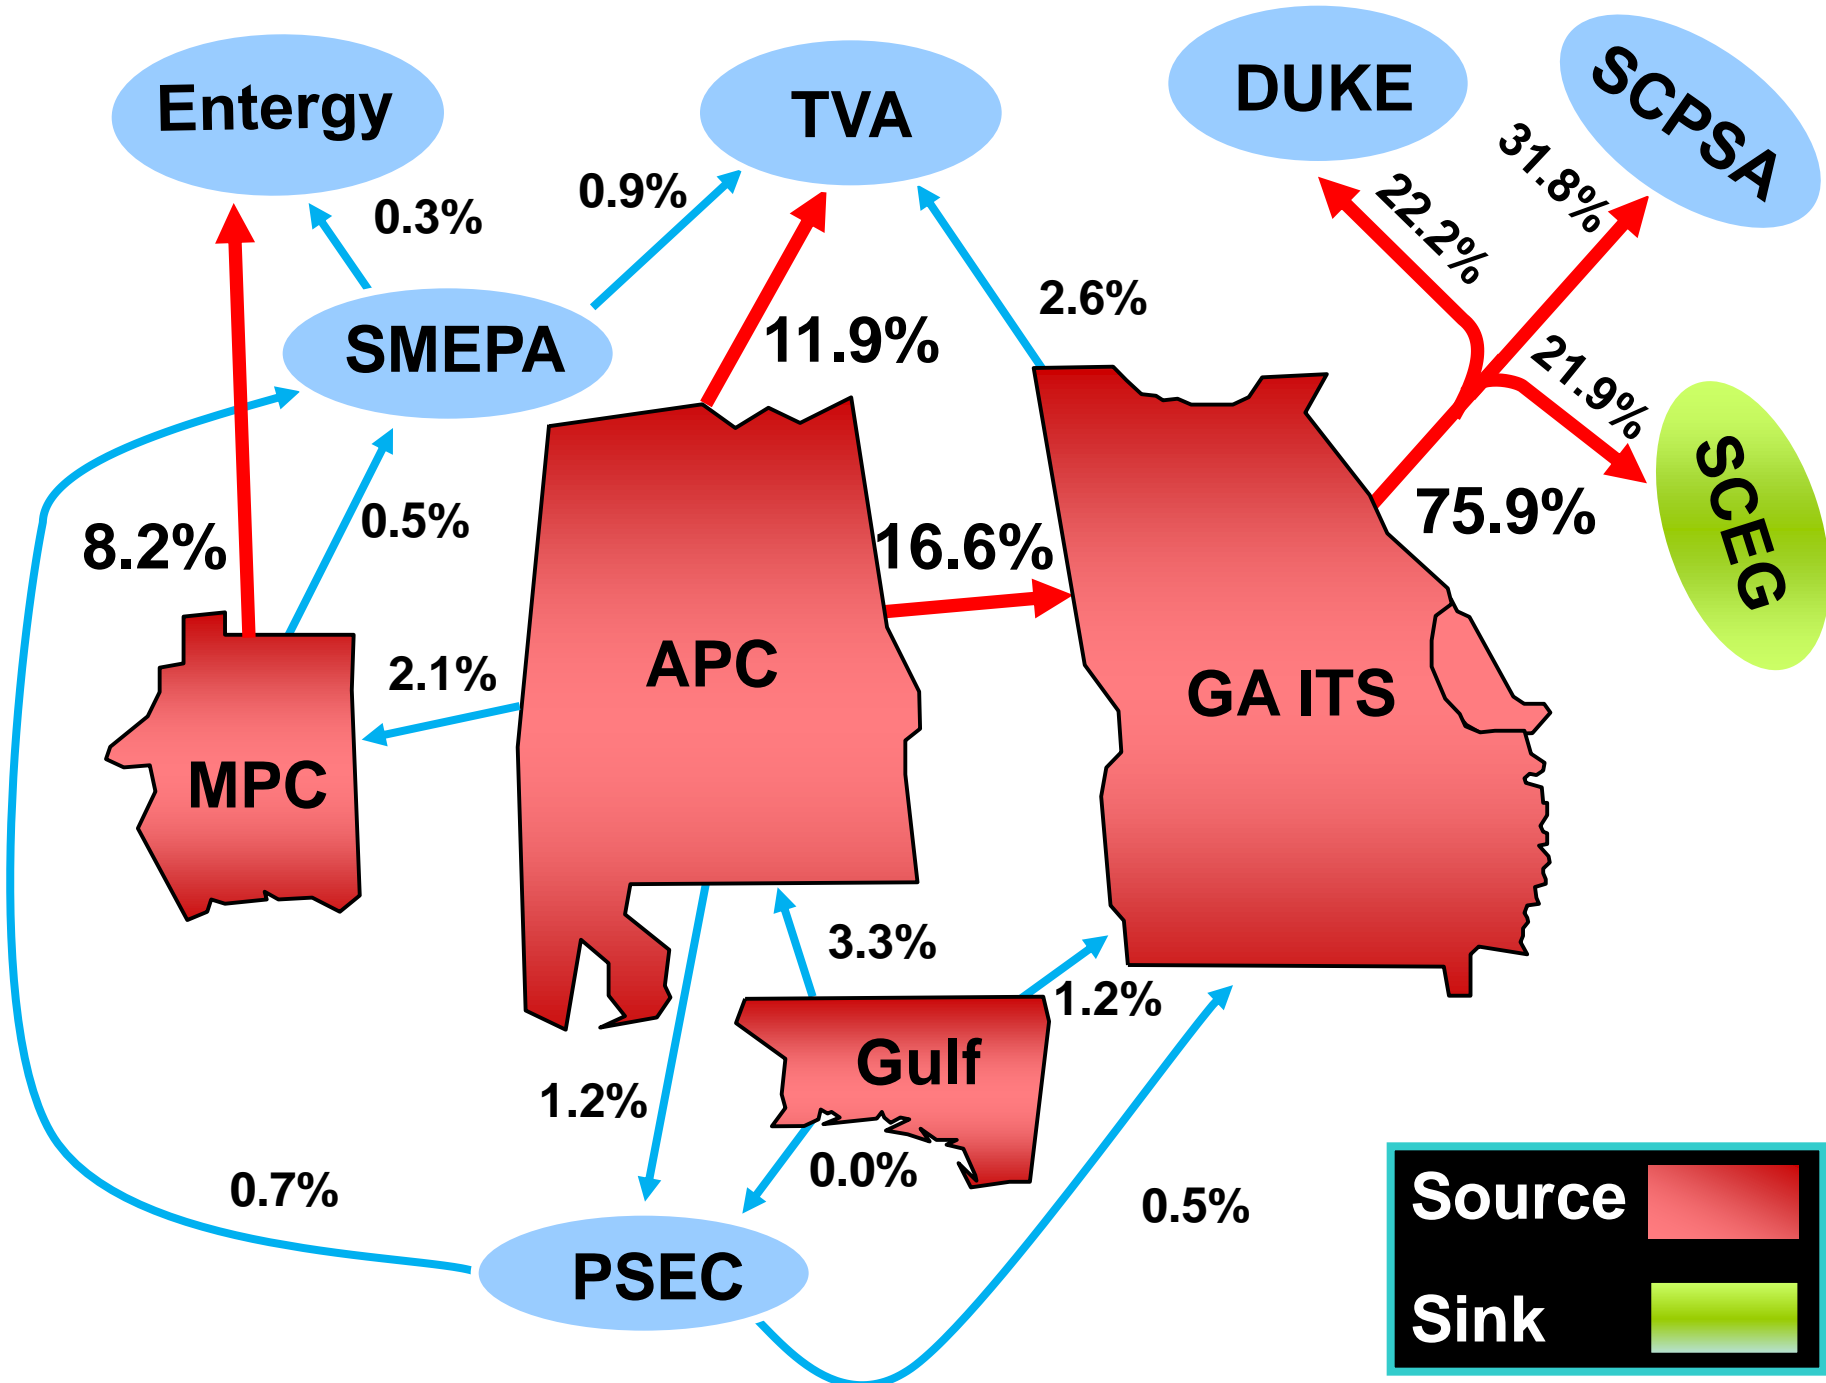 Entergy
TVA
DUKE
SCPSA
0.3%
0.9%
22.2%
31.8%
2.6%
SMEPA
11.9%
21.9%
SCEG
8.2%
0.5%
16.6%
75.9%
2.1%
APC
GA ITS
MPC
3.3%
1.2%
Gulf
1.2%
0.0%
0.7%
0.5%
PSEC
Source
Sink